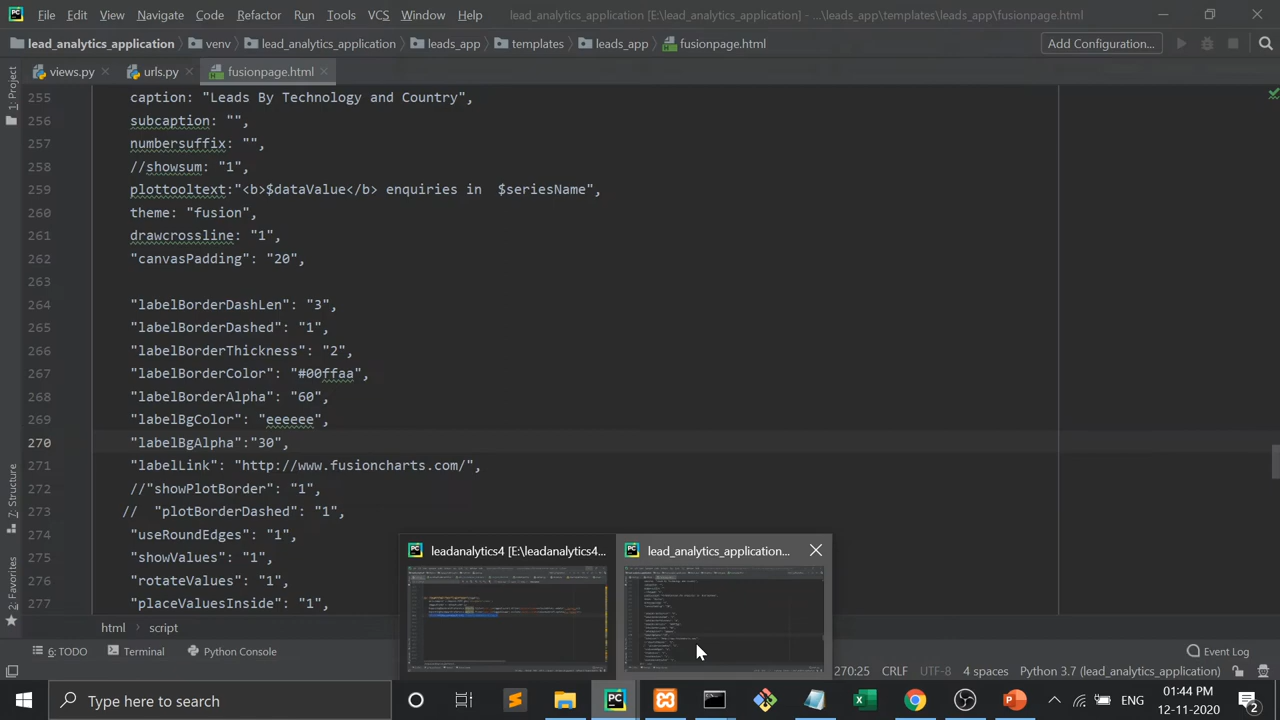 File Edit View Navigate Code Refactor Run Tools VCS Window Help lead_analytics_application [E:\lead_analytics_application] - ...\leads_app\templates\leads_app\fusionpage.html
lead_analytics_application venv lead_analytics_application leads_app templates leads_app fusionpage.html Add Configuration...
views.py urls.py fusionpage.html
1: Project
255 caption: "Leads By Technology and Country",
256 subcaption: "",
257 numbersuffix: "",
258 //showsum: "1",
259 plottooltext:"<b>$dataValue</b> enquiries in $seriesName",
260 theme: "fusion",
261 drawcrossline: "1",
262 "canvasPadding": "20",
263
264 "labelBorderDashLen": "3",
265 "labelBorderDashed": "1",
266 "labelBorderThickness": "2",
267 "labelBorderColor": "#00ffaa",
268 "labelBorderAlpha": "60",
269 "labelBgColor": "eeeeee",
270 "labelBgAlpha":"30",
271 "labelLink": "http://www.fusioncharts.com/",
272 //"showPlotBorder": "1",
273 // "plotBorderDashed": "1",
274 "useRoundEdges": "1",
275 "showValues": "1",
276 "rotateValues": "1",
277 "placeValuesInside": "1",
7: Structure
2: Favorites
leadanalytics4 [E:\leadanalytics4... lead_analytics_application...
html script
TODO Terminal Python Console Event Log
270:25 CRLF UTF-8 4 spaces Python 3.7 (lead_analytics_application)
Type here to search
ENG 01:44 PM
12-11-2020 2